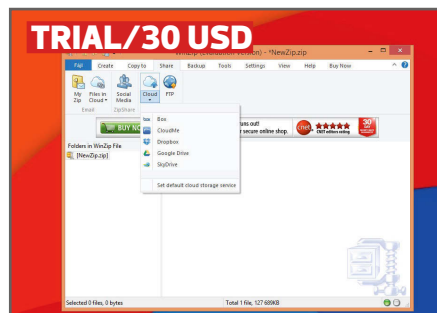 TRIAL/30 USD
WinZip (Evaluation Version) - *NewZip.zip
Fájl Create Copy to Share Backup Tools Settings View Help Buy Now
My Zip
Files in Cloud
Social Media
Cloud
FTP
Email
ZipShare
BUY NO
uns out!
r secure online shop.
cnet
CNET editors rating
30
Folders in WinZip File
[NewZip.zip]
Box
CloudMe
Dropbox
Google Drive
SkyDrive
Set default cloud storage service
Selected 0 files, 0 bytes
Total 1 file, 127 689KB